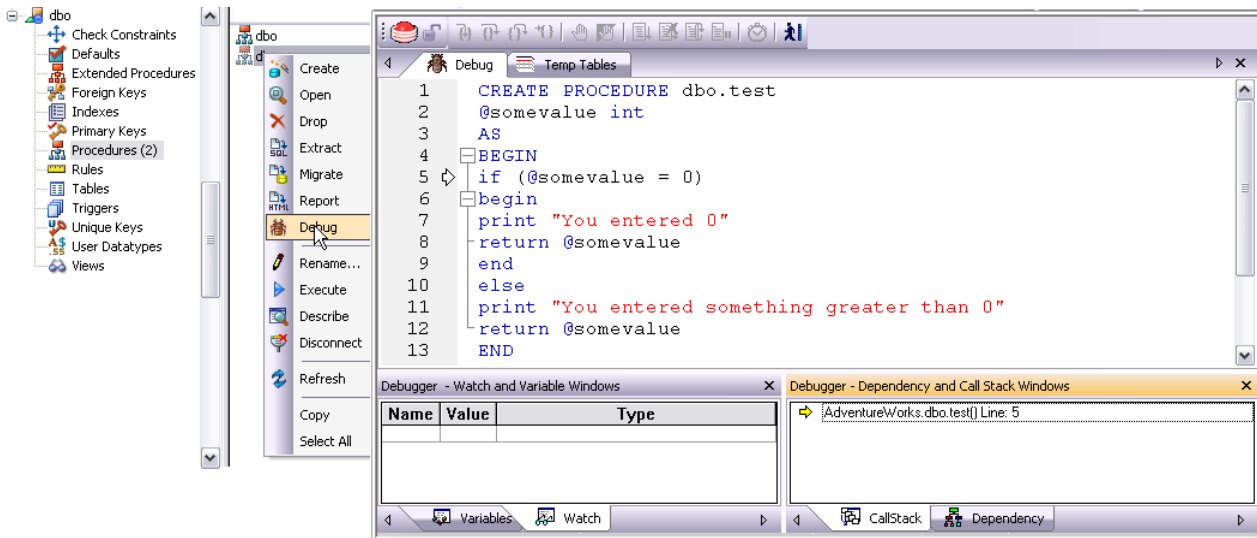 dbo
Check Constraints
Defaults
Extended Procedures
Foreign Keys
Indexes
Primary Keys
Procedures (2)
Rules
Tables
Triggers
Unique Keys
User Datatypes
Views
dbo
Create
Open
Drop
SQL Extract
Migrate
HTML Report
Debug
Rename...
Execute
Describe
Disconnect
Refresh
Copy
Select All
Debug Temp Tables
1 CREATE PROCEDURE dbo.test
2 @somevalue int
3 AS
4 BEGIN
5 if (@somevalue = 0)
6 begin
7 print "You entered 0"
8 return @somevalue
9 end
10 else
11 print "You entered something greater than 0"
12 return @somevalue
13 END
Debugger - Watch and Variable Windows
Name Value Type
Variables Watch
Debugger - Dependency and Call Stack Windows
AdventureWorks.dbo.test() Line: 5
CallStack Dependency